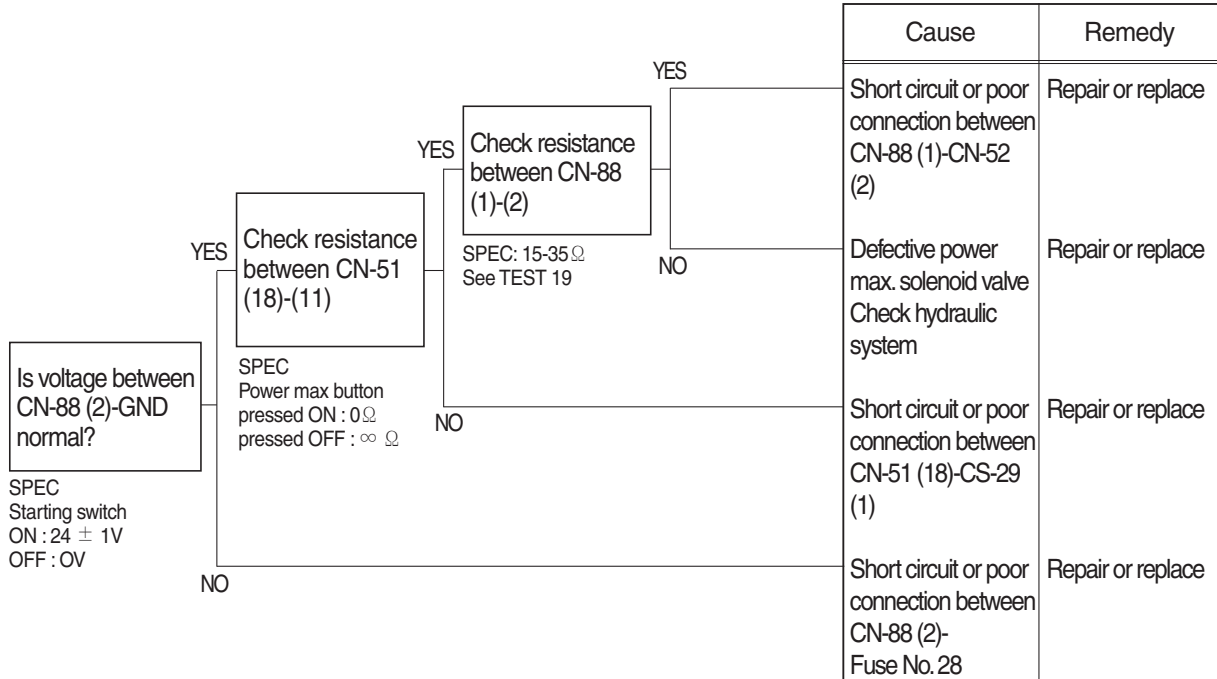 Cause
Remedy
YES
Short circuit or poor
connection between
CN-88 (1)-CN-52
(2)
Repair or replace
YES
Check resistance
between CN-88
(1)-(2)
SPEC: 15-35Ω
See TEST 19
NO
Defective power
max. solenoid valve
Check hydraulic
system
Repair or replace
YES
Check resistance
between CN-51
(18)-(11)
SPEC
Power max button
pressed ON : 0Ω
pressed OFF : ∞ Ω
NO
Short circuit or poor
connection between
CN-51 (18)-CS-29
(1)
Repair or replace
Is voltage between
CN-88 (2)-GND
normal?
SPEC
Starting switch
ON : 24 ± 1V
OFF : OV
NO
Short circuit or poor
connection between
CN-88 (2)-
Fuse No. 28
Repair or replace